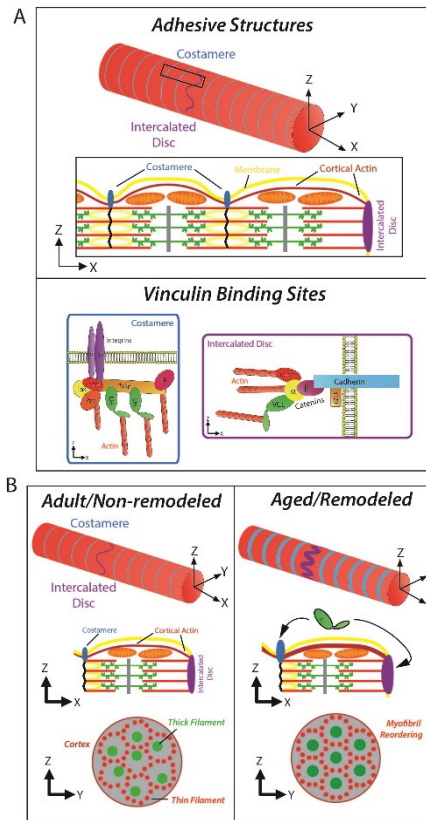 A
Adhesive Structures
Costamere
Intercalated
Disc
Z
Y
X
Costamere
Membrane
Cortical Actin
Intercalated
Disc
Z
X
Vinculin Binding Sites
Costamere
Integrins
Actin
Z
X
Intercalated Disc
Actin
VCL
α
β
Catenins
Cadherin
Z
X
B
Adult/Non-remodeled
Costamere
Intercalated
Disc
Z
Y
X
Costamere
Cortical Actin
Intercalated
Disc
Z
X
Cortex
Thick Filament
Thin Filament
Z
Y
Aged/Remodeled
Z
Z
X
Myofibril
Reordering
Z
Y